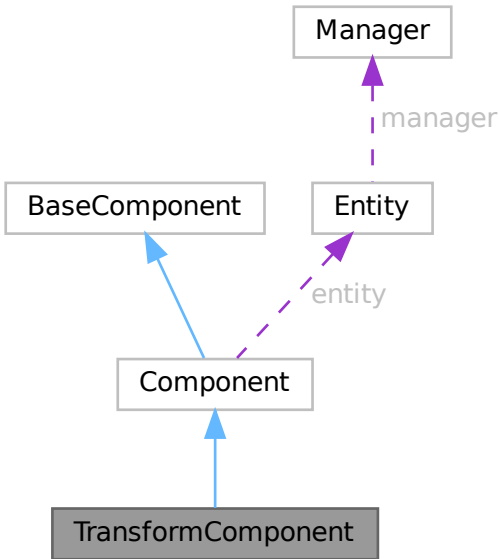 Manager
manager
BaseComponent
Entity
entity
Component
TransformComponent